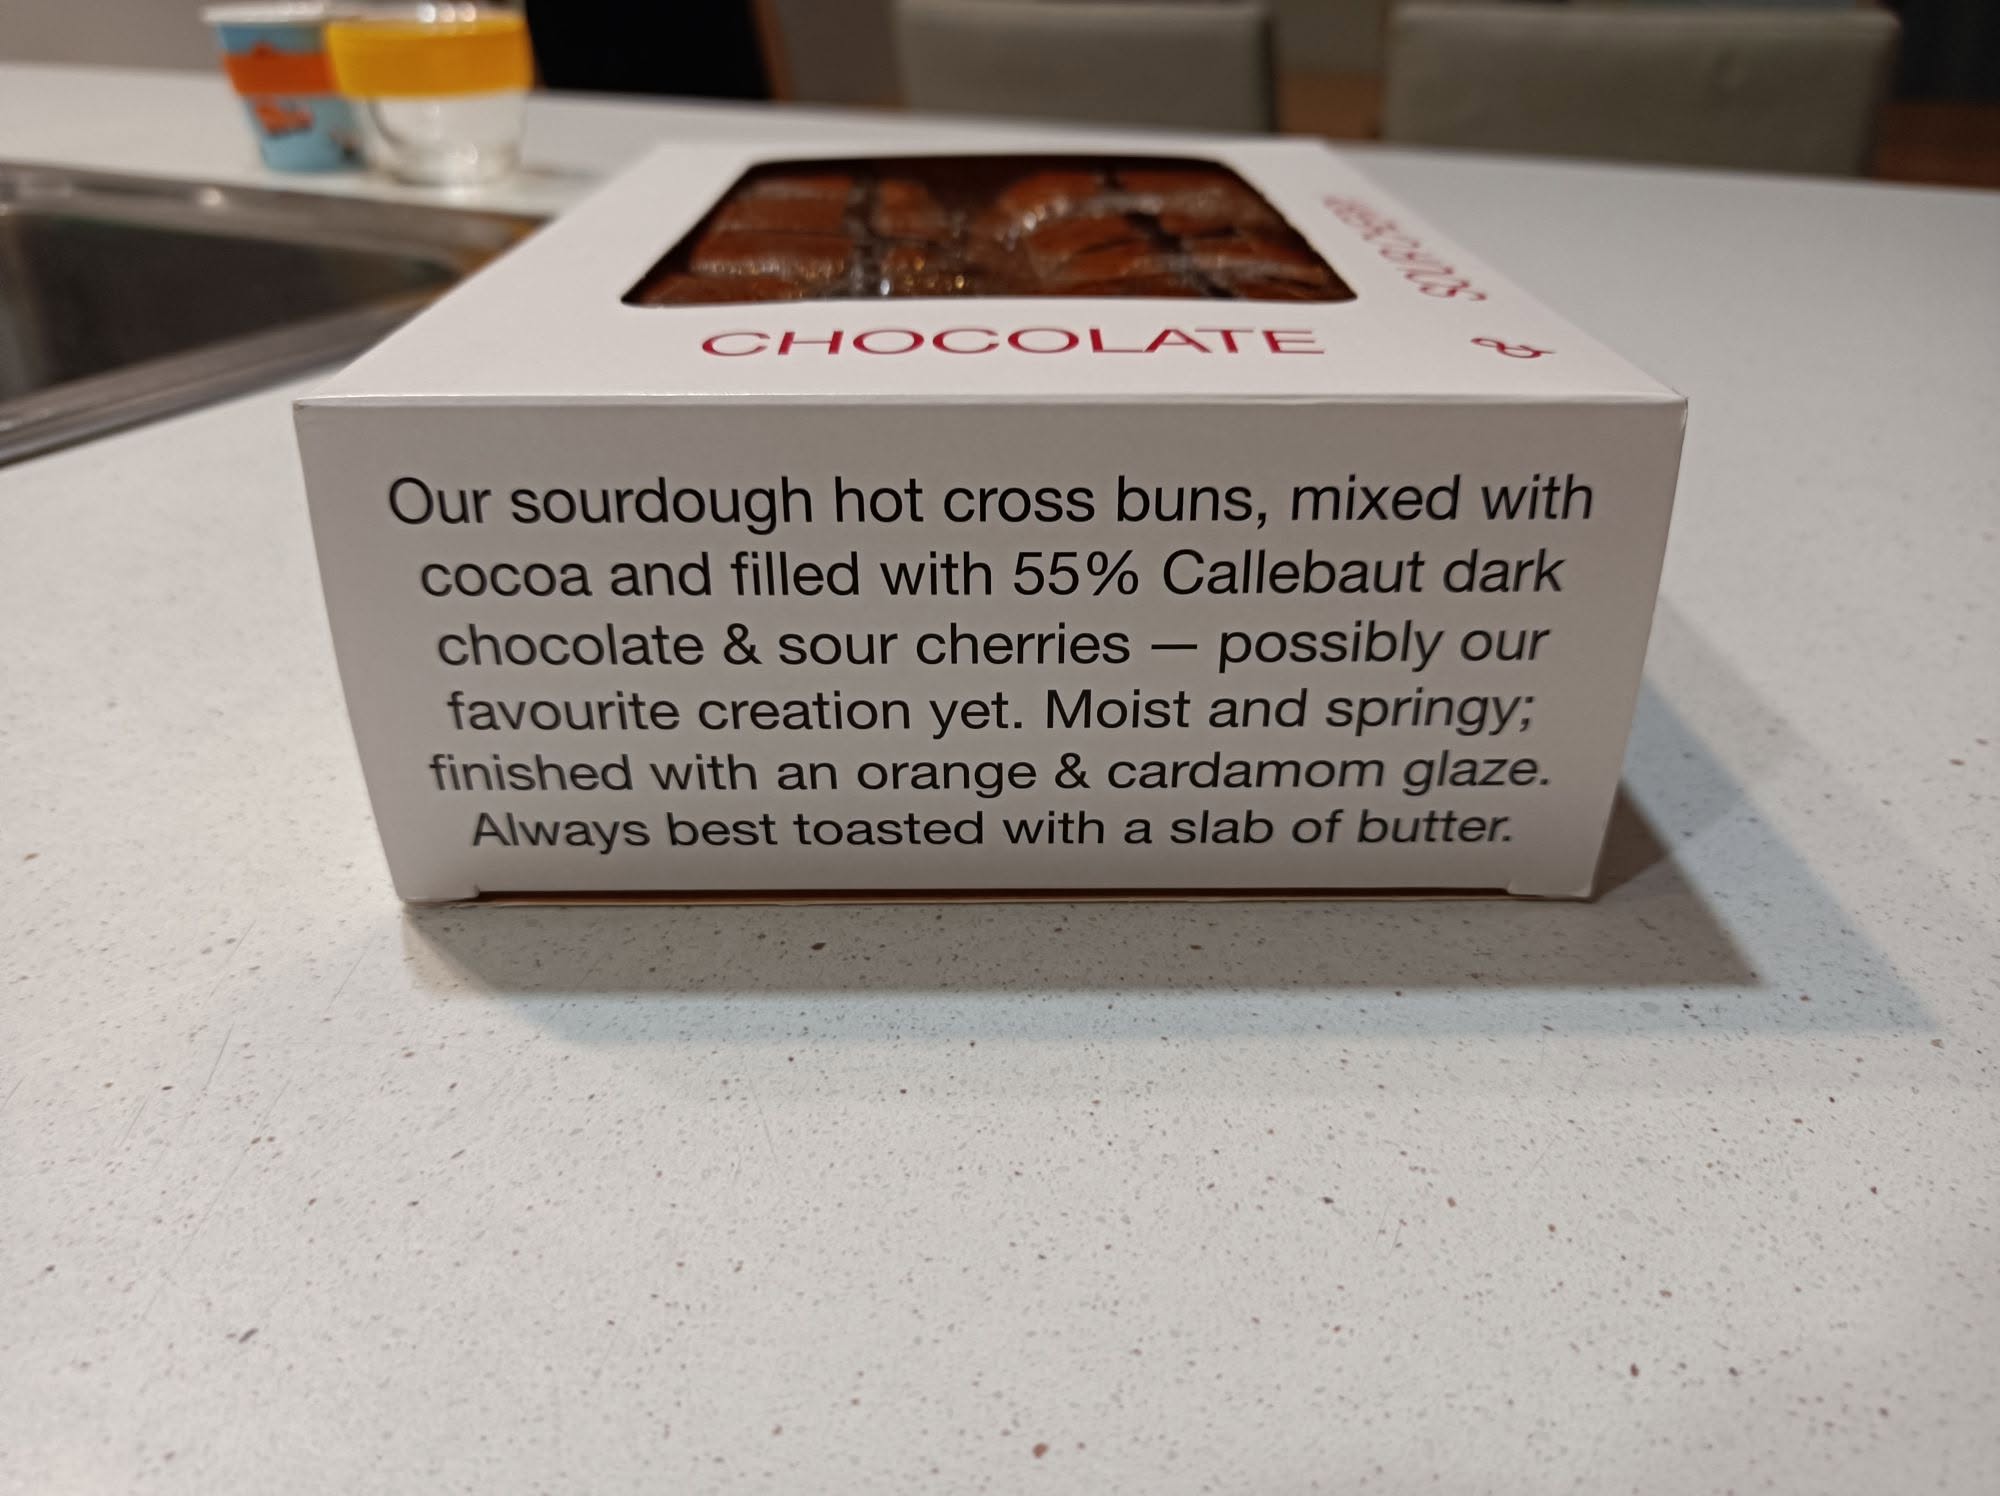 CHOCOLATE
&
SOURDOUGH
Our sourdough hot cross buns, mixed with
cocoa and filled with 55% Callebaut dark
chocolate & sour cherries — possibly our
favourite creation yet. Moist and springy;
finished with an orange & cardamom glaze.
Always best toasted with a slab of butter.